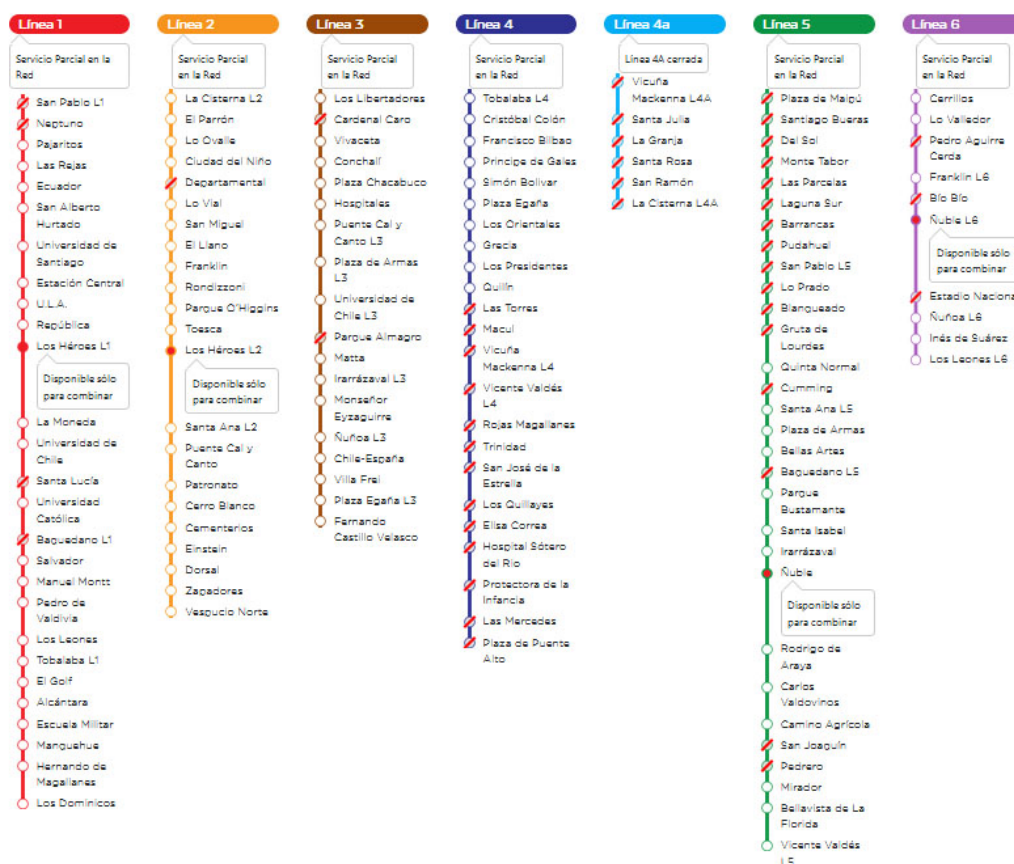 Línea 1
Servicio Parcial en la
Red
San Pablo L1
Neptuno
Pajaritos
Las Rejas
Ecuador
San Alberto
Hurtado
Universidad de
Santiago
Estación Central
U.L.A.
República
Los Héroes L1
Disponible sólo
para combinar
La Moneda
Universidad de
Chile
Santa Lucía
Universidad
Católica
Baquedano L1
Salvador
Manuel Montt
Pedro de
Valdivia
Los Leones
Tobalaba L1
El Golf
Alcántara
Escuela Militar
Manquehue
Hernando de
Magallanes
Los Dominicos
Línea 2
Servicio Parcial
en la Red
La Cisterna L2
El Parrón
Lo Ovalle
Ciudad del Niño
Departamental
Lo Vial
San Miguel
El Llano
Franklin
Rondizzoni
Parque O'Higgins
Toesca
Los Héroes L2
Disponible sólo
para combinar
Santa Ana L2
Puente Cal y
Canto
Patronato
Cerro Blanco
Cementerios
Einstein
Dorsal
Zapadores
Vespucio Norte
Línea 3
Servicio Parcial
en la Red
Los Libertadores
Cardenal Caro
Vivaceta
Conchalí
Plaza Chacabuco
Hospitales
Puente Cal y
Canto L3
Plaza de Armas
L3
Universidad de
Chile L3
Parque Almagro
Matta
Irarrázaval L3
Monseñor
Eyzaguirre
Ñuñoa L3
Chile-España
Villa Frei
Plaza Egaña L3
Fernando
Castillo Velasco
Línea 4
Servicio Parcial
en la Red
Tobalaba L4
Cristóbal Colón
Francisco Bilbao
Principe de Gales
Simón Bolivar
Plaza Egaña
Los Orientales
Grecia
Los Presidentes
Quilín
Las Torres
Macul
Vicuña
Mackenna L4
Vicente Valdés
L4
Rojas Magallanes
Trinidad
San José de la
Estrella
Los Quillayes
Elisa Correa
Hospital Sótero
del Río
Protectora de la
Infancia
Las Mercedes
Plaza de Puente
Alto
Línea 4a
Línea 4A cerrada
Vicuña
Mackenna L4A
Santa Julia
La Granja
Santa Rosa
San Ramón
La Cisterna L4A
Línea 5
Servicio Parcial
en la Red
Plaza de Maipú
Santiago Bueras
Del Sol
Monte Tabor
Las Parcelas
Laguna Sur
Barrancas
Pudahuel
San Pablo L5
Lo Prado
Blanqueado
Gruta de
Lourdes
Quinta Normal
Cumming
Santa Ana L5
Plaza de Armas
Bellas Artes
Baquedano L5
Parque
Bustamante
Santa Isabel
Irarrázaval
Ñuble
Disponible sólo
para combinar
Rodrigo de
Araya
Carlos
Valdovinos
Camino Agrícola
San Joaquín
Pedrero
Mirador
Bellavista de La
Florida
Vicente Valdés
L5
Línea 6
Servicio Parcial
en la Red
Cerrillos
Lo Valledor
Pedro Aguirre
Cerda
Franklin L6
Bío Bío
Ñuble L6
Disponible sólo
para combinar
Estadio Naciona
Ñuñoa L6
Inés de Suárez
Los Leones L6